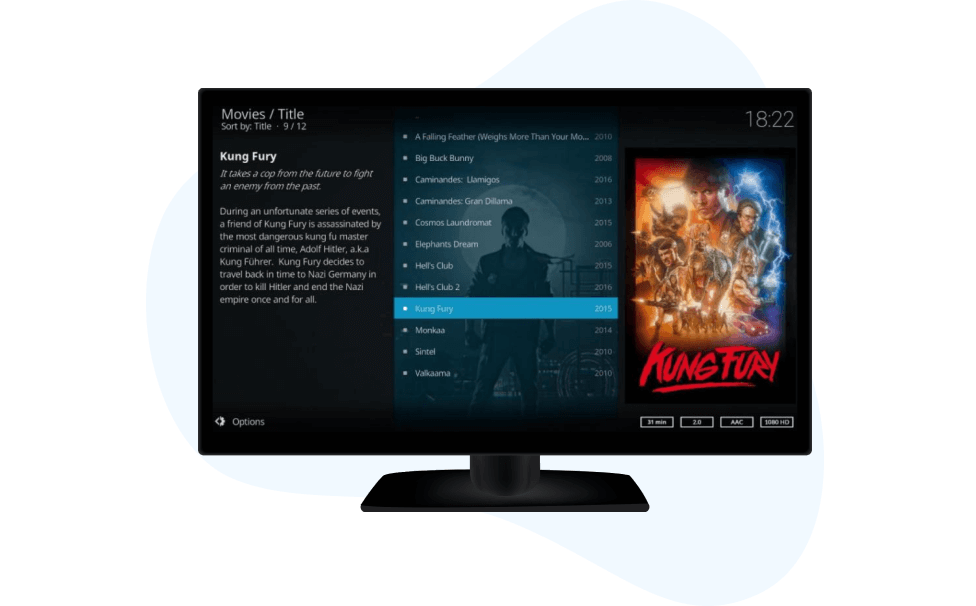 Movies / Title
Sort by: Title · 9 / 12
18:22
Kung Fury
It takes a cop from the future to fight
an enemy from the past.
During an unfortunate series of events,
a friend of Kung Fury is assassinated by
the most dangerous kung fu master
criminal of all time, Adolf Hitler, a.k.a
Kung Führer. Kung Fury decides to
travel back in time to Nazi Germany in
order to kill Hitler and end the Nazi
empire once and for all.
A Falling Feather (Weighs More Than Your Mo... 2010
Big Buck Bunny 2008
Caminandes: Llamigos 2016
Caminandes: Gran Dillama 2013
Cosmos Laundromat 2015
Elephants Dream 2006
Hell's Club 2015
Hell's Club 2 2016
Kung Fury 2015
Monkaa 2014
Sintel 2010
Valkaama 2010
KUNG FURY
Options
31 min 2.0 AAC 1080 HD